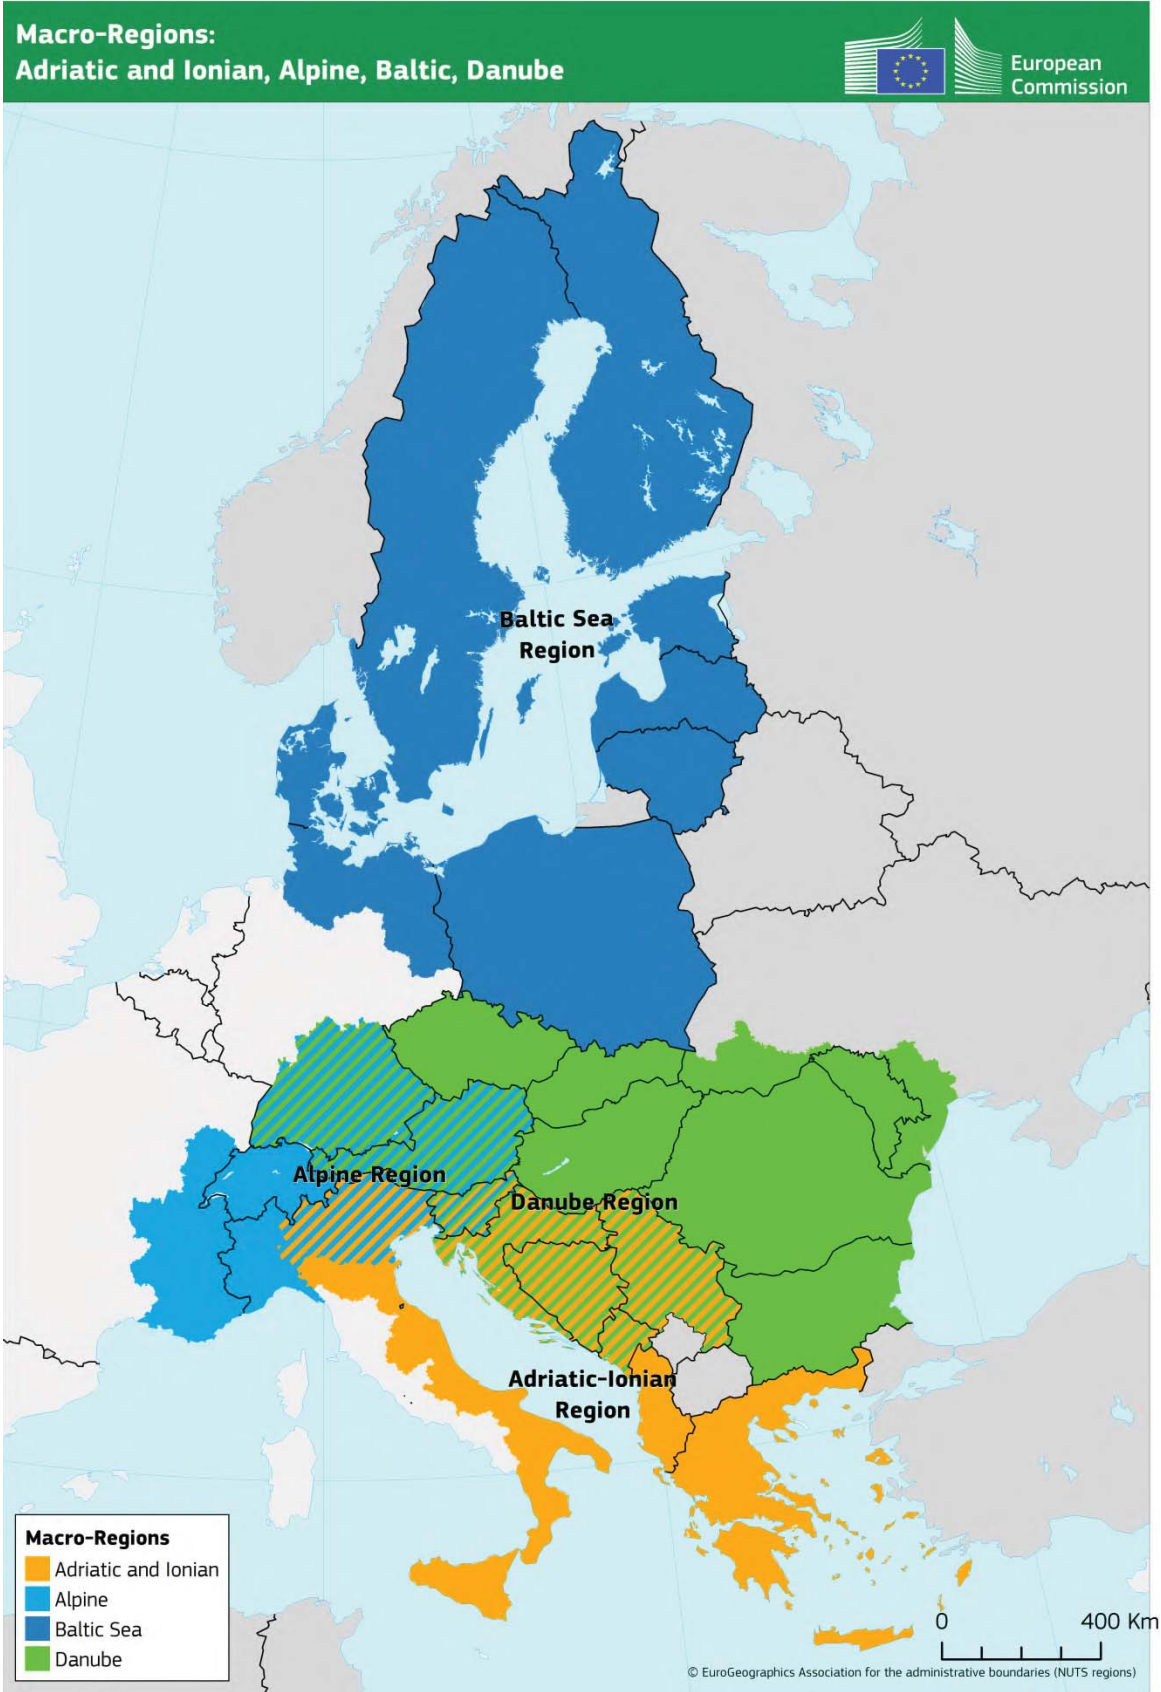 Macro-Regions:
Adriatic and Ionian, Alpine, Baltic, Danube
European
Commission
Baltic Sea
Region
Alpine Region
Danube Region
Adriatic-Ionian
Region
Macro-Regions
Adriatic and Ionian
Alpine
Baltic Sea
Danube
0 400 Km
© EuroGeographics Association for the administrative boundaries (NUTS regions)